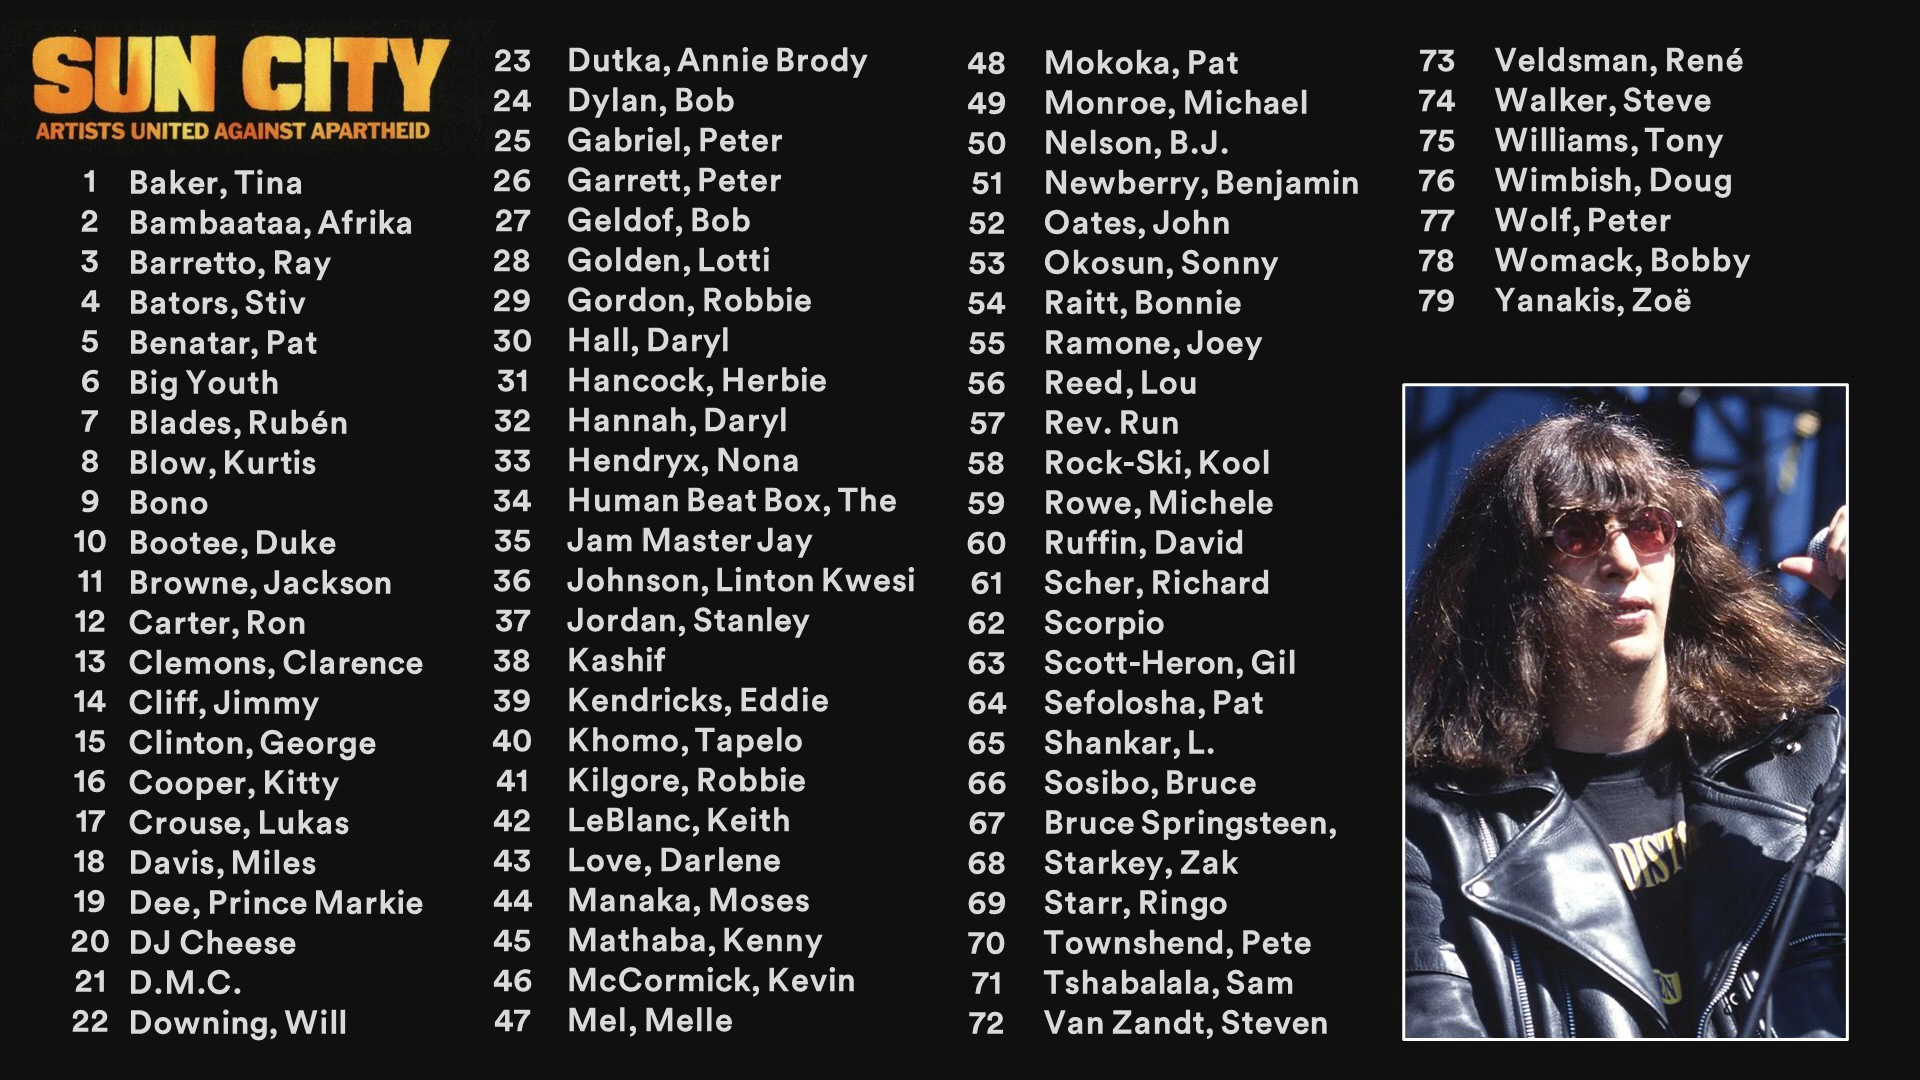 SUN CITY
ARTISTS UNITED AGAINST APARTHEID
1 Baker, Tina
2 Bambaataa, Afrika
3 Barretto, Ray
4 Bators, Stiv
5 Benatar, Pat
6 Big Youth
7 Blades, Rubén
8 Blow, Kurtis
9 Bono
10 Bootee, Duke
11 Browne, Jackson
12 Carter, Ron
13 Clemons, Clarence
14 Cliff, Jimmy
15 Clinton, George
16 Cooper, Kitty
17 Crouse, Lukas
18 Davis, Miles
19 Dee, Prince Markie
20 DJ Cheese
21 D.M.C.
22 Downing, Will
23 Dutka, Annie Brody
24 Dylan, Bob
25 Gabriel, Peter
26 Garrett, Peter
27 Geldof, Bob
28 Golden, Lotti
29 Gordon, Robbie
30 Hall, Daryl
31 Hancock, Herbie
32 Hannah, Daryl
33 Hendryx, Nona
34 Human Beat Box, The
35 Jam Master Jay
36 Johnson, Linton Kwesi
37 Jordan, Stanley
38 Kashif
39 Kendricks, Eddie
40 Khomo, Tapelo
41 Kilgore, Robbie
42 LeBlanc, Keith
43 Love, Darlene
44 Manaka, Moses
45 Mathaba, Kenny
46 McCormick, Kevin
47 Mel, Melle
48 Mokoka, Pat
49 Monroe, Michael
50 Nelson, B.J.
51 Newberry, Benjamin
52 Oates, John
53 Okosun, Sonny
54 Raitt, Bonnie
55 Ramone, Joey
56 Reed, Lou
57 Rev. Run
58 Rock-Ski, Kool
59 Rowe, Michele
60 Ruffin, David
61 Scher, Richard
62 Scorpio
63 Scott-Heron, Gil
64 Sefolosha, Pat
65 Shankar, L.
66 Sosibo, Bruce
67 Bruce Springsteen,
68 Starkey, Zak
69 Starr, Ringo
70 Townshend, Pete
71 Tshabalala, Sam
72 Van Zandt, Steven
73 Veldsman, René
74 Walker, Steve
75 Williams, Tony
76 Wimbish, Doug
77 Wolf, Peter
78 Womack, Bobby
79 Yanakis, Zoë